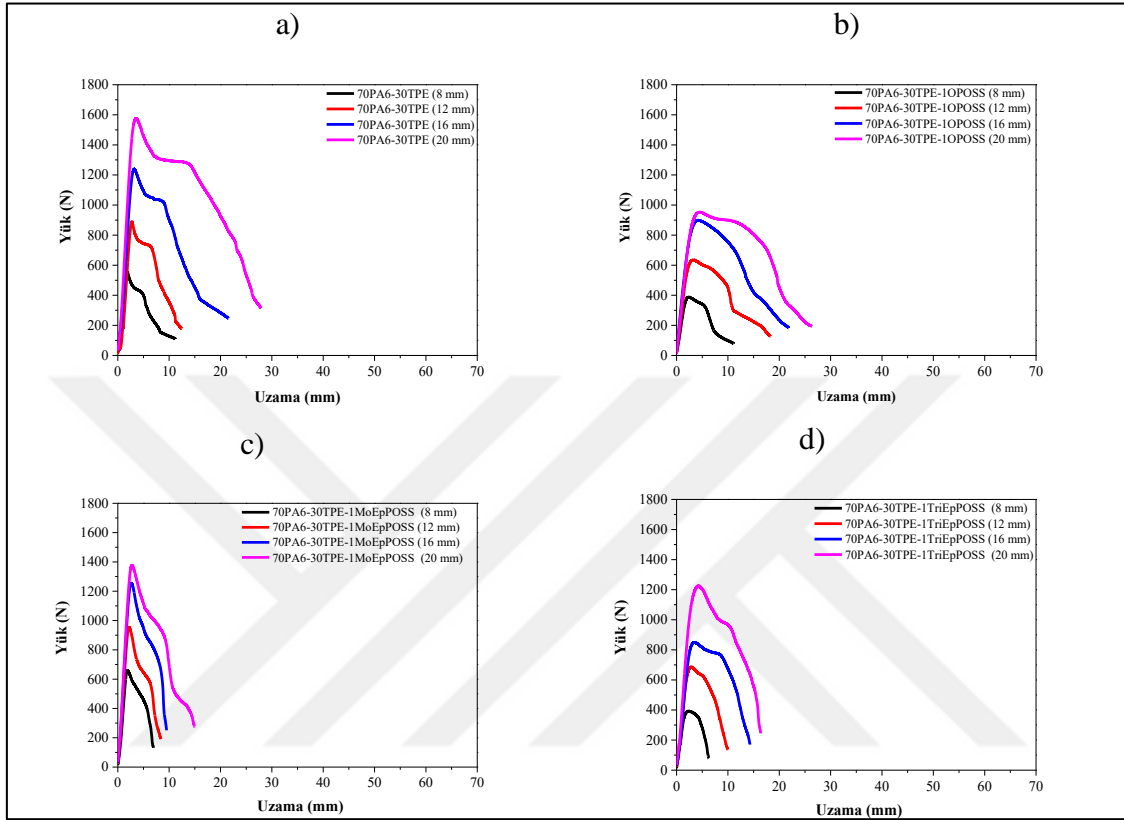 a)
1800
1600
1400
1200
1000
800
600
400
200
0
Yük (N)
70PA6-30TPE (8 mm)
70PA6-30TPE (12 mm)
70PA6-30TPE (16 mm)
70PA6-30TPE (20 mm)
0 10 20 30 40 50 60 70
Uzama (mm)
b)
1800
1600
1400
1200
1000
800
600
400
200
0
Yük (N)
70PA6-30TPE-1OPOSS (8 mm)
70PA6-30TPE-1OPOSS (12 mm)
70PA6-30TPE-1OPOSS (16 mm)
70PA6-30TPE-1OPOSS (20 mm)
0 10 20 30 40 50 60 70
Uzama (mm)
c)
1800
1600
1400
1200
1000
800
600
400
200
0
Yük (N)
70PA6-30TPE-1MoEpPOSS (8 mm)
70PA6-30TPE-1MoEpPOSS (12 mm)
70PA6-30TPE-1MoEpPOSS (16 mm)
70PA6-30TPE-1MoEpPOSS (20 mm)
0 10 20 30 40 50 60 70
Uzama (mm)
d)
1800
1600
1400
1200
1000
800
600
400
200
0
Yük (N)
70PA6-30TPE-1TriEpPOSS (8 mm)
70PA6-30TPE-1TriEpPOSS (12 mm)
70PA6-30TPE-1TriEpPOSS (16 mm)
70PA6-30TPE-1TriEpPOSS (20 mm)
0 10 20 30 40 50 60 70
Uzama (mm)